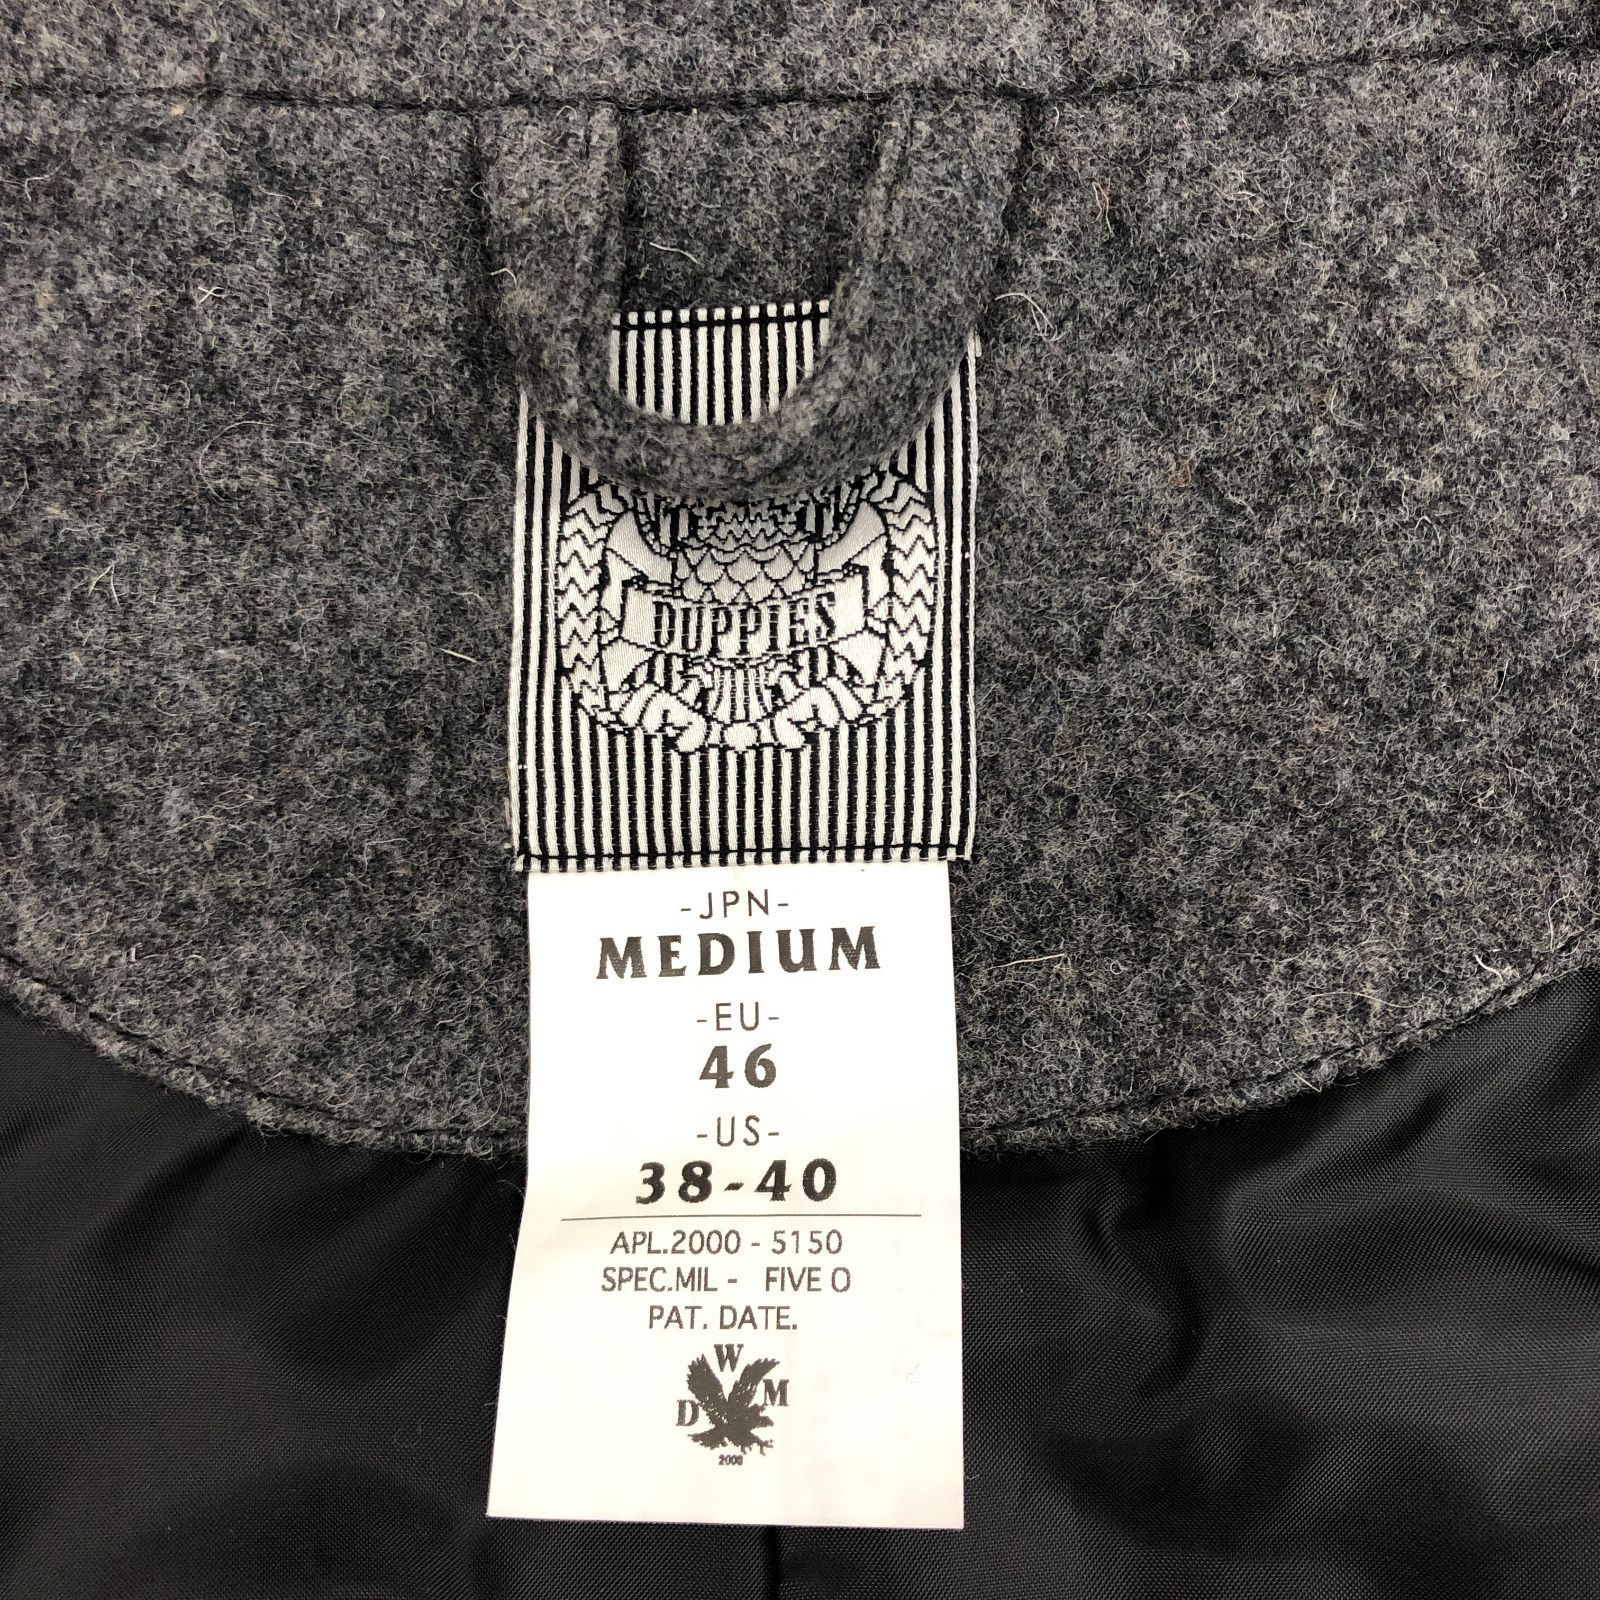 DUPPIES
-JPN-
MEDIUM
-EU-
46
-US-
38-40
APL.2000 - 5150
SPEC.MIL - FIVE O
PAT. DATE.
W
D M